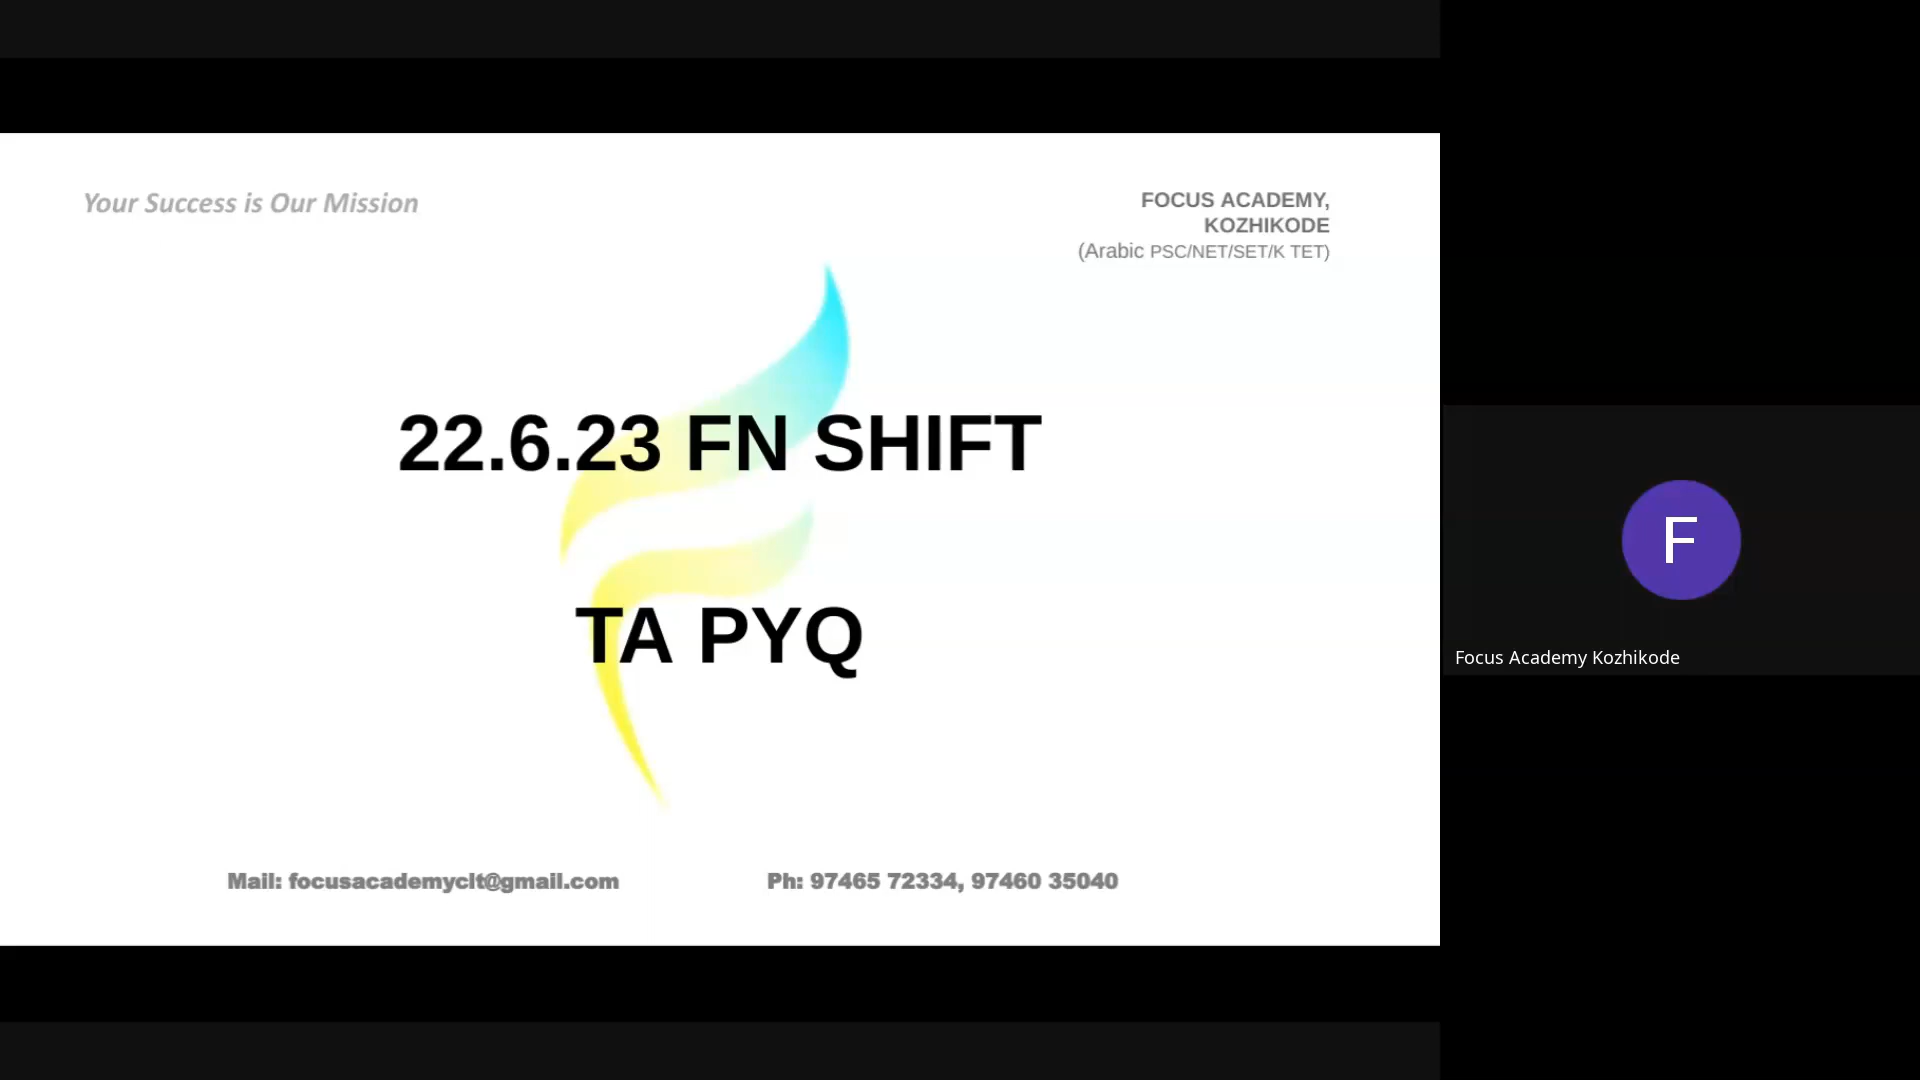 Your Success is Our Mission
FOCUS ACADEMY,
KOZHIKODE
(Arabic PSC/NET/SET/K TET)
22.6.23 FN SHIFT
TA PYQ
Mail: focusacademyclt@gmail.com
Ph: 97465 72334, 97460 35040
F
Focus Academy Kozhikode